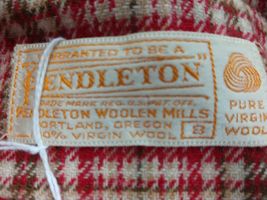 WARRANTED TO BE A
PENDLETON"
TRADE MARK REG. U.S. PAT. OFF.
PENDLETON WOOLEN MILLS
PORTLAND, OREGON
0% VIRGIN WOOL
8
PURE
VIRGIN
WOOL